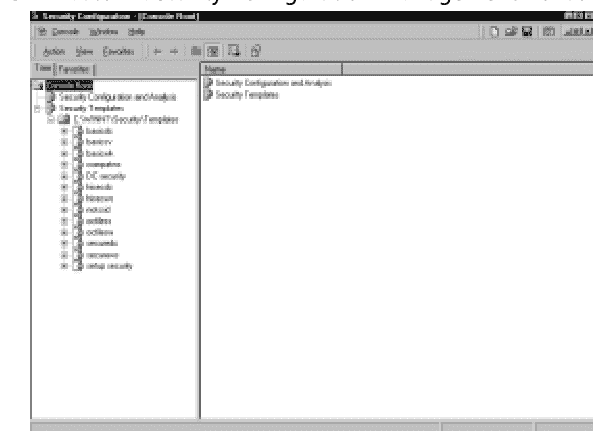 Security Configuration - [Console Root]
Console Window Help
Action View Favorites
Tree Favorites
Name
Console Root
Security Configuration and Analysis
Security Templates
C:\WINNT\Security\Templates
basicdc
basicsv
basicwk
compatws
DC security
hisecdc
hisecws
notssid
ocfiless
ocfilesw
securedc
securews
setup security
Security Configuration and Analysis
Security Templates